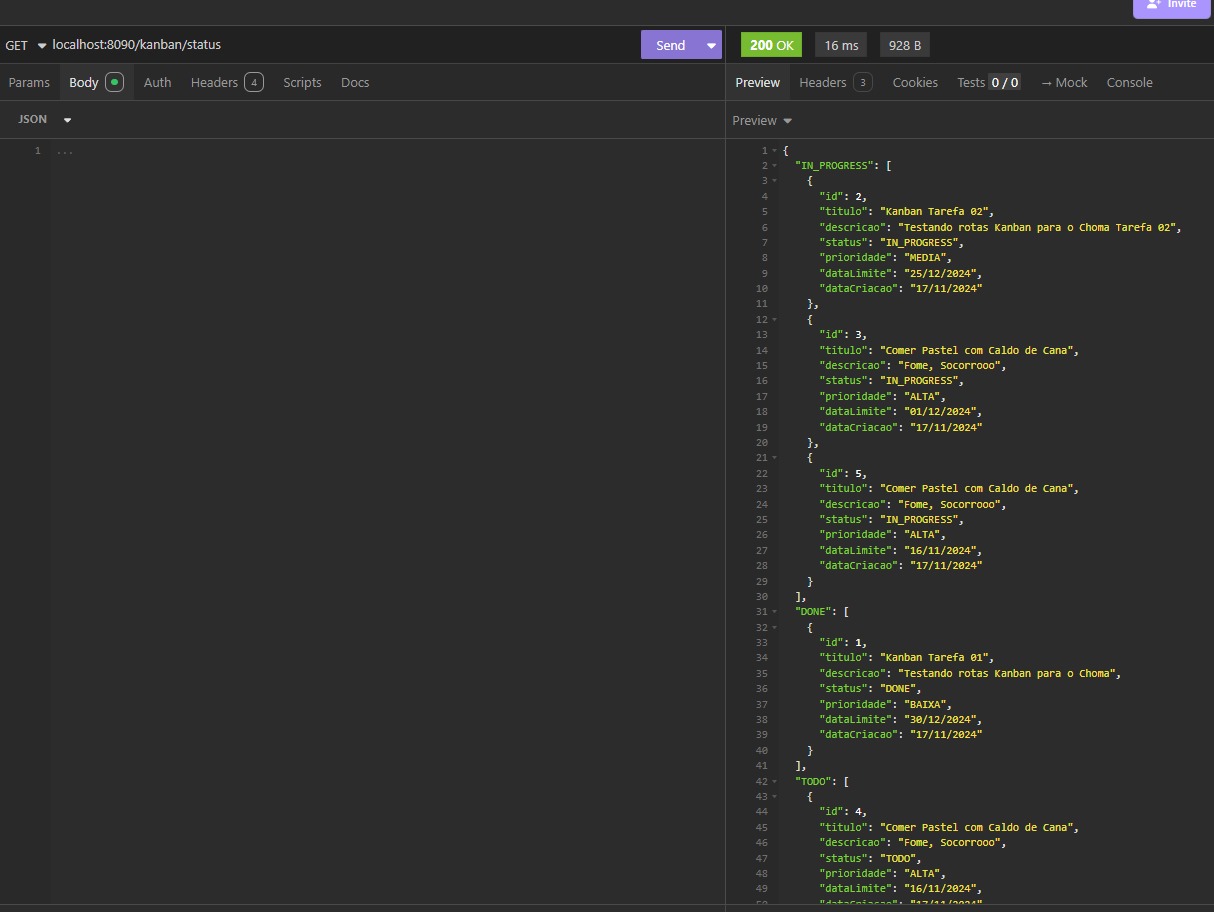 Invite
GET localhost:8090/kanban/status Send 200 OK 16 ms 928 B
Params Body Auth Headers 4 Scripts Docs
Preview Headers 3 Cookies Tests 0 / 0 → Mock Console
JSON
Preview
1 ...
1 {
2 "IN_PROGRESS": [
3 {
4 "id": 2,
5 "titulo": "Kanban Tarefa 02",
6 "descricao": "Testando rotas Kanban para o Choma Tarefa 02",
7 "status": "IN_PROGRESS",
8 "prioridade": "MEDIA",
9 "dataLimite": "25/12/2024",
10 "dataCriacao": "17/11/2024"
11 },
12 {
13 "id": 3,
14 "titulo": "Comer Pastel com Caldo de Cana",
15 "descricao": "Fome, Socorrooo",
16 "status": "IN_PROGRESS",
17 "prioridade": "ALTA",
18 "dataLimite": "01/12/2024",
19 "dataCriacao": "17/11/2024"
20 },
21 {
22 "id": 5,
23 "titulo": "Comer Pastel com Caldo de Cana",
24 "descricao": "Fome, Socorrooo",
25 "status": "IN_PROGRESS",
26 "prioridade": "ALTA",
27 "dataLimite": "16/11/2024",
28 "dataCriacao": "17/11/2024"
29 }
30 ],
31 "DONE": [
32 {
33 "id": 1,
34 "titulo": "Kanban Tarefa 01",
35 "descricao": "Testando rotas Kanban para o Choma",
36 "status": "DONE",
37 "prioridade": "BAIXA",
38 "dataLimite": "30/12/2024",
39 "dataCriacao": "17/11/2024"
40 }
41 ],
42 "TODO": [
43 {
44 "id": 4,
45 "titulo": "Comer Pastel com Caldo de Cana",
46 "descricao": "Fome, Socorrooo",
47 "status": "TODO",
48 "prioridade": "ALTA",
49 "dataLimite": "16/11/2024",
50 "dataCriacao": "17/11/2024"